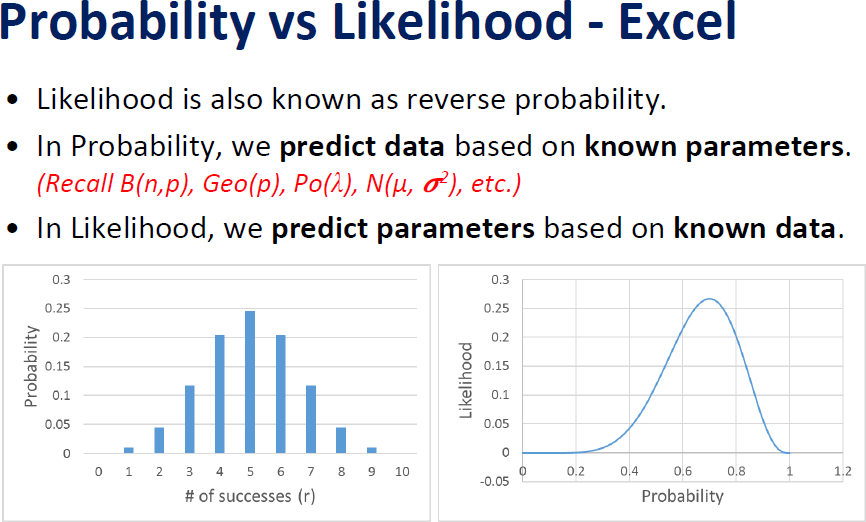 Probability vs Likelihood - Excel
• Likelihood is also known as reverse probability.
• In Probability, we predict data based on known parameters.
(Recall B(n,p), Geo(p), Po(λ), N(μ, σ²), etc.)
• In Likelihood, we predict parameters based on known data.
0.3
0.25
0.2
0.15
0.1
0.05
0
Probability
0 1 2 3 4 5 6 7 8 9 10
# of successes (r)
0.3
0.25
0.2
0.15
0.1
0.05
0
-0.05
Likelihood
0 0.2 0.4 0.6 0.8 1 1.2
Probability